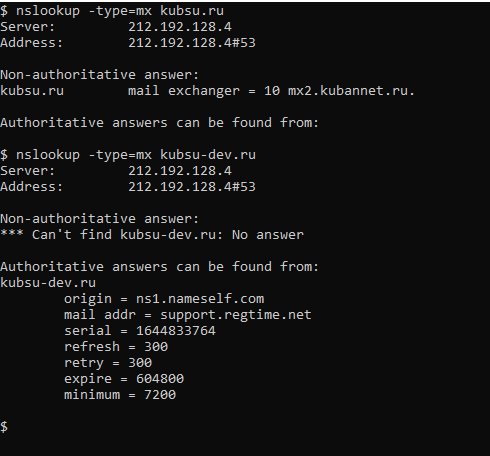 $ nslookup -type=mx kubsu.ru
Server:         212.192.128.4
Address:        212.192.128.4#53

Non-authoritative answer:
kubsu.ru        mail exchanger = 10 mx2.kubannet.ru.

Authoritative answers can be found from:

$ nslookup -type=mx kubsu-dev.ru
Server:         212.192.128.4
Address:        212.192.128.4#53

Non-authoritative answer:
*** Can't find kubsu-dev.ru: No answer

Authoritative answers can be found from:
kubsu-dev.ru
        origin = ns1.nameself.com
        mail addr = support.regtime.net
        serial = 1644833764
        refresh = 300
        retry = 300
        expire = 604800
        minimum = 7200

$